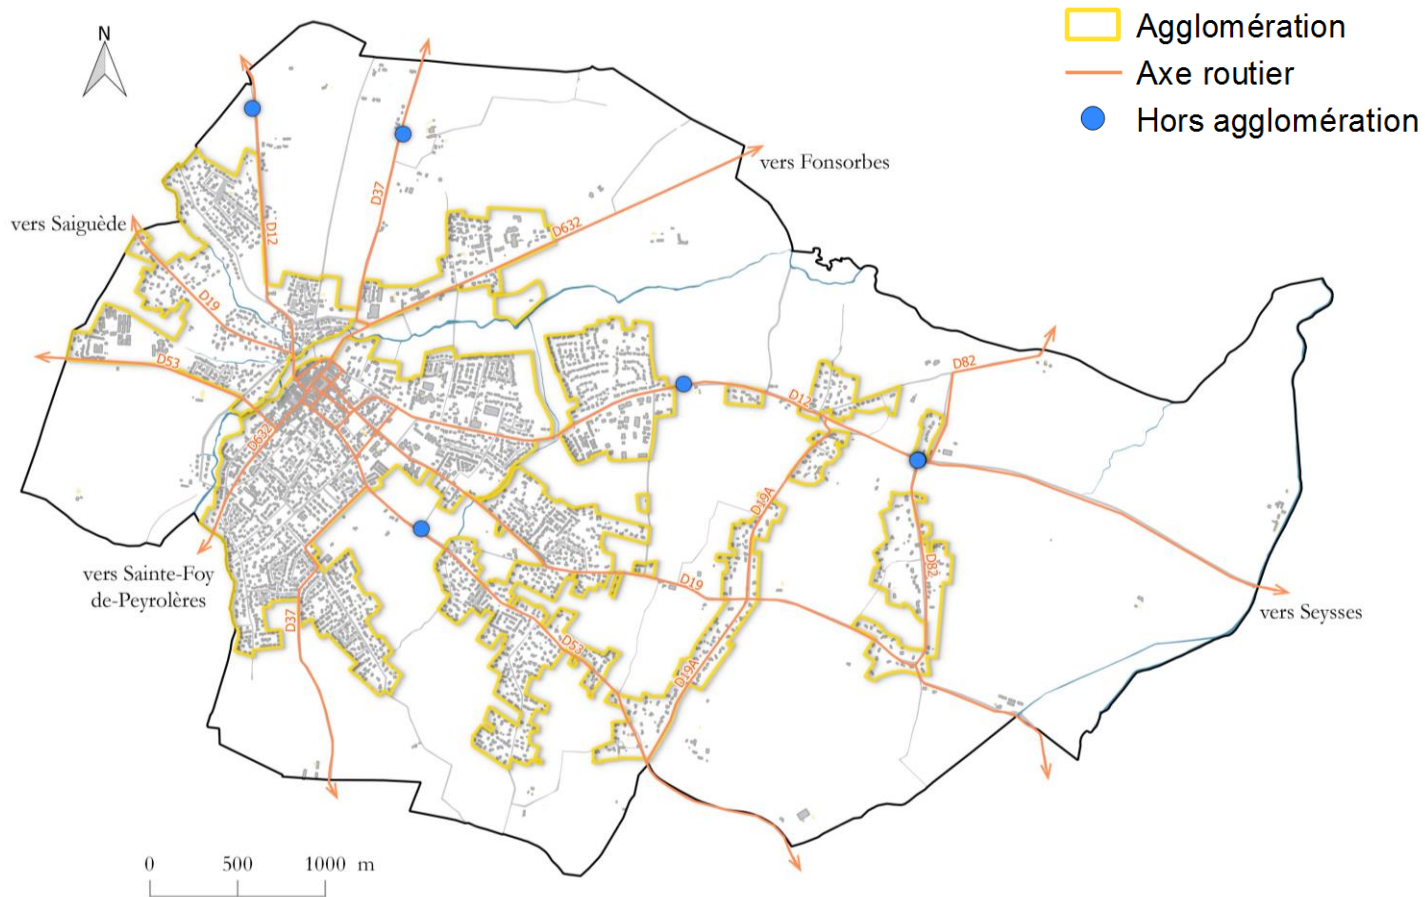 N
Agglomération
Axe routier
Hors agglomération
vers Fonsorbes
vers Saiguède
D12
D37
D632
D19
D53
D632
D12
D82
D19A
D82
D19
vers Sainte-Foy
de-Peyrolères
D37
D53
D19A
vers Seysses
0 500 1000 m